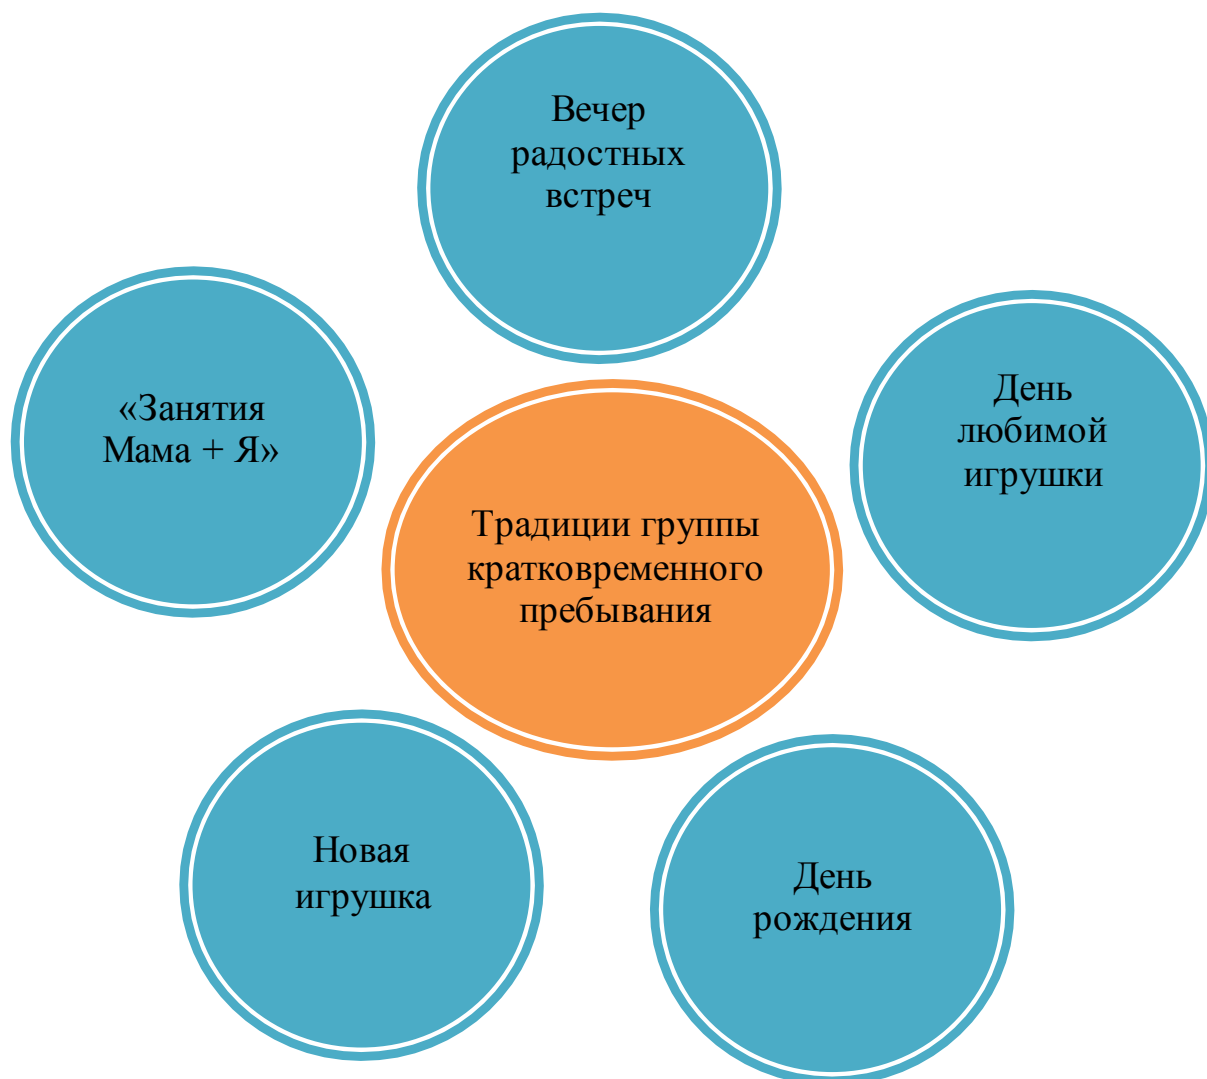 Вечер
радостных
встреч
«Занятия
Мама + Я»
День
любимой
игрушки
Традиции группы
кратковременного
пребывания
Новая
игрушка
День
рождения